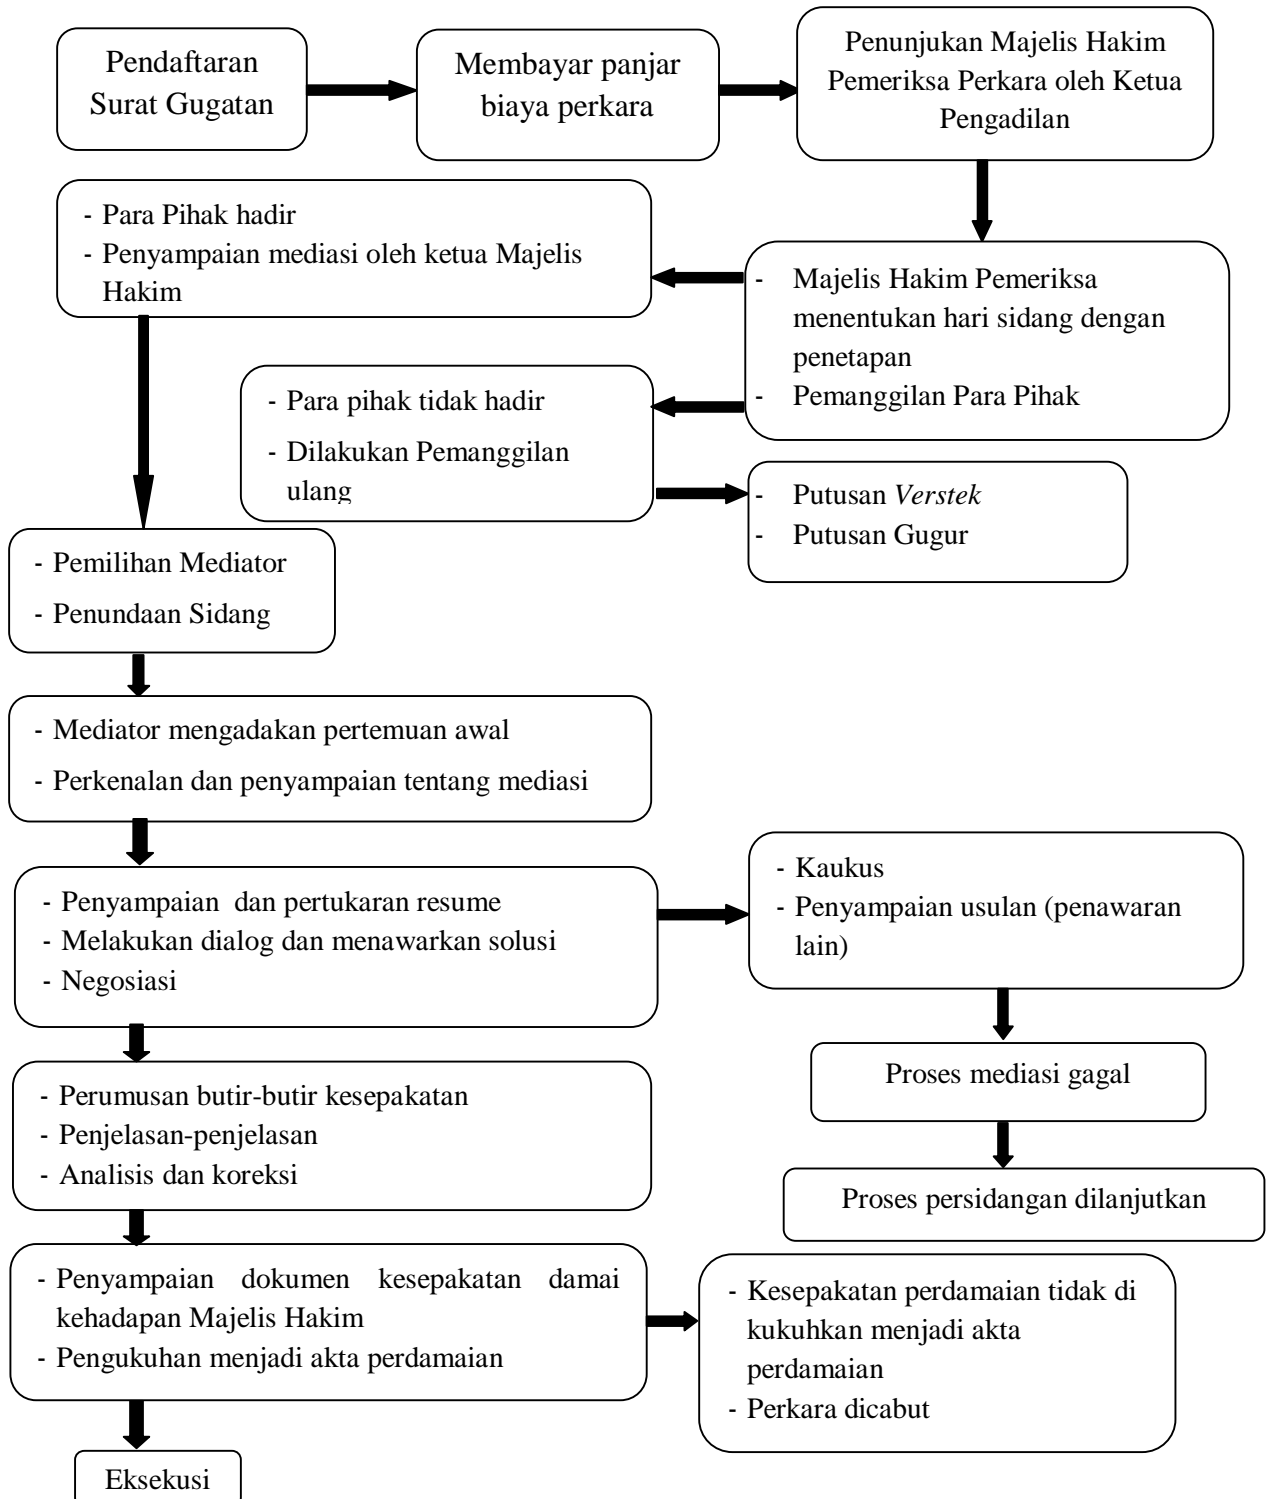 Pendaftaran
Surat Gugatan
Membayar panjar
biaya perkara
Penunjukan Majelis Hakim
Pemeriksa Perkara oleh Ketua
Pengadilan
- Para Pihak hadir
- Penyampaian mediasi oleh ketua Majelis
Hakim
- Majelis Hakim Pemeriksa
menentukan hari sidang dengan
penetapan
- Pemanggilan Para Pihak
- Para pihak tidak hadir
- Dilakukan Pemanggilan
ulang
- Putusan Verstek
- Putusan Gugur
- Pemilihan Mediator
- Penundaan Sidang
- Mediator mengadakan pertemuan awal
- Perkenalan dan penyampaian tentang mediasi
- Penyampaian  dan pertukaran resume
- Melakukan dialog dan menawarkan solusi
- Negosiasi
- Kaukus
- Penyampaian usulan (penawaran
lain)
Proses mediasi gagal
Proses persidangan dilanjutkan
- Perumusan butir-butir kesepakatan
- Penjelasan-penjelasan
- Analisis dan koreksi
- Penyampaian dokumen kesepakatan damai
kehadapan Majelis Hakim
- Pengukuhan menjadi akta perdamaian
- Kesepakatan perdamaian tidak di
kukuhkan menjadi akta
perdamaian
- Perkara dicabut
Eksekusi